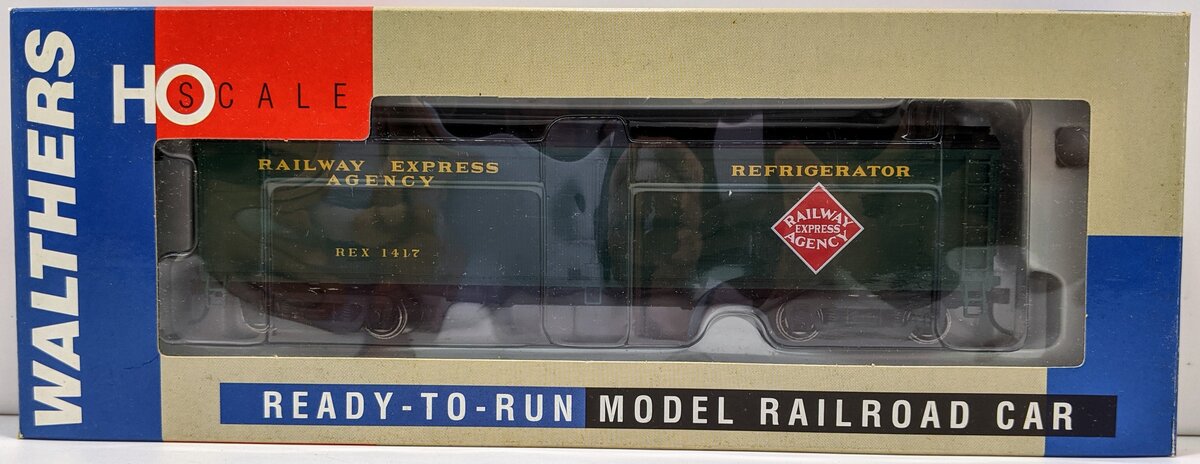 WALTHERS
HO SCALE
RAILWAY EXPRESS
AGENCY
REX 1417
REFRIGERATOR
RAILWAY
EXPRESS
AGENCY
READY-TO-RUN MODEL RAILROAD CAR